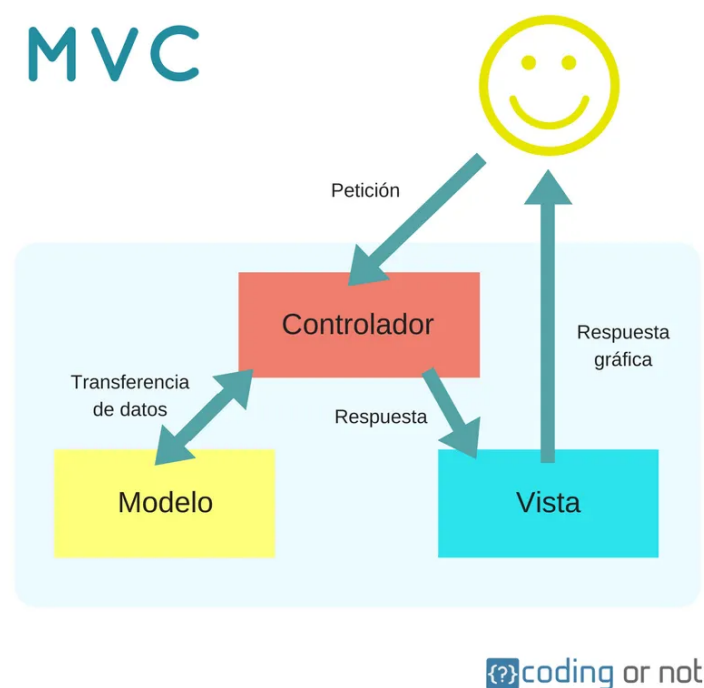 MVC
Petición
Controlador
Respuesta
gráfica
Transferencia
de datos
Respuesta
Modelo
Vista
{?}coding or not